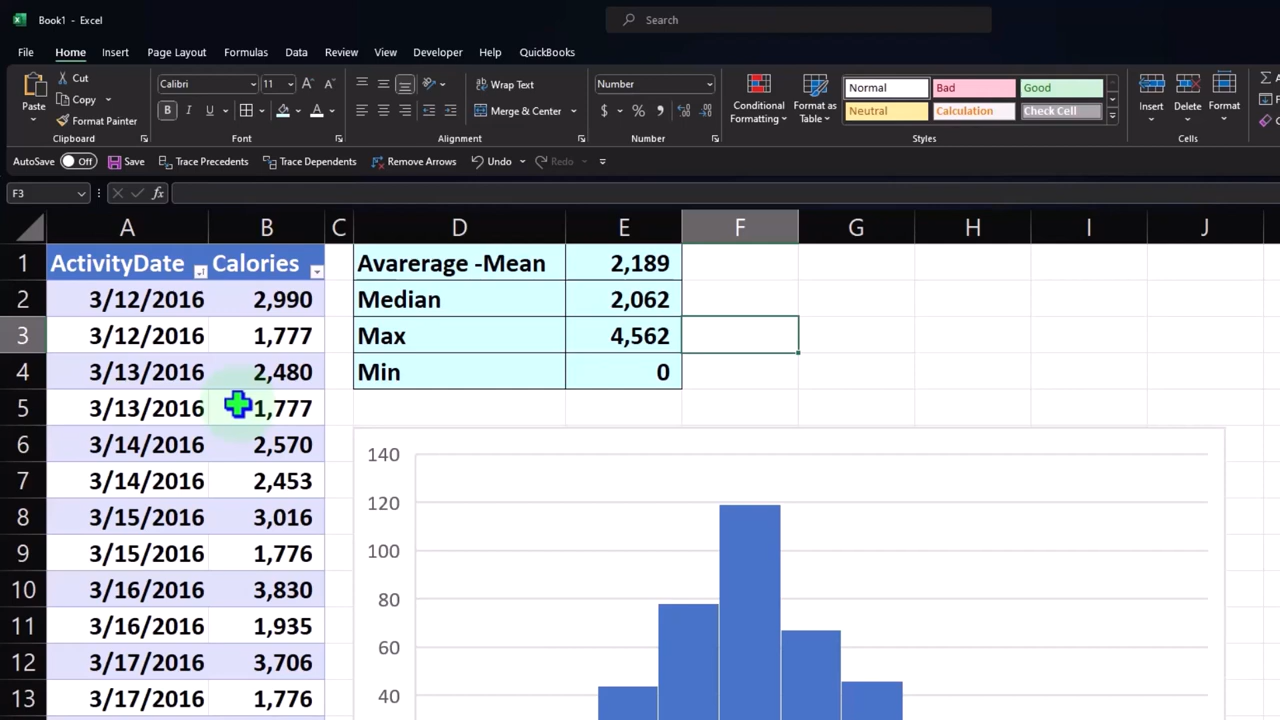 Book1 - Excel
Search
File Home Insert Page Layout Formulas Data Review View Developer Help QuickBooks
Paste
Cut
Copy
Format Painter
Clipboard
Calibri 11
B I U
Font
Wrap Text
Merge & Center
Alignment
Number
$ % 9
Number
Conditional Formatting
Format as Table
Normal Bad Good
Neutral Calculation Check Cell
Styles
Insert Delete Format
Cells
AutoSave Off Save Trace Precedents Trace Dependents Remove Arrows Undo Redo
F3 fx
A B C D E F G H I J
1 ActivityDate Calories Avarerage -Mean 2,189
2 3/12/2016 2,990 Median 2,062
3 3/12/2016 1,777 Max 4,562
4 3/13/2016 2,480 Min 0
5 3/13/2016 1,777
6 3/14/2016 2,570
7 3/14/2016 2,453
8 3/15/2016 3,016
9 3/15/2016 1,776
10 3/16/2016 3,830
11 3/16/2016 1,935
12 3/17/2016 3,706
13 3/17/2016 1,776
140
120
100
80
60
40